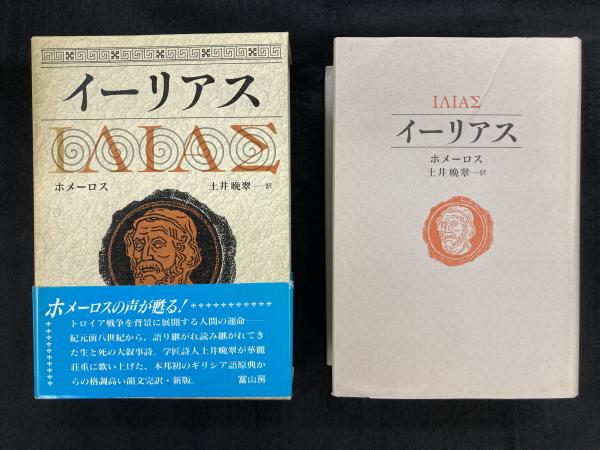 イーリアス
ΙΛΙΑΣ
ホメーロス
土井晩翠―訳
ホメーロスの声が甦る!
トロイア戦争を背景に展開する人間の運命――
紀元前八世紀から、語り継がれ読み継がれてき
た生と死の大叙事詩。学匠詩人土井晩翠が華麗
荘重に歌い上げた、本邦初のギリシア語原典か
らの格調高い韻文完訳・新版。
冨山房
ΙΛΙΑΣ
イーリアス
ホメーロス
土井晩翠―訳